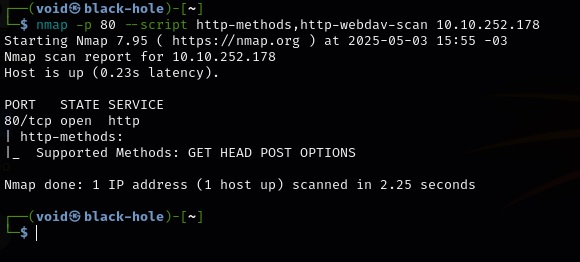 ┌──(void㉿black-hole)-[~]
└─$ nmap -p 80 --script http-methods,http-webdav-scan 10.10.252.178
Starting Nmap 7.95 ( https://nmap.org ) at 2025-05-03 15:55 -03
Nmap scan report for 10.10.252.178
Host is up (0.23s latency).

PORT   STATE SERVICE
80/tcp open  http
| http-methods:
|_  Supported Methods: GET HEAD POST OPTIONS

Nmap done: 1 IP address (1 host up) scanned in 2.25 seconds

┌──(void㉿black-hole)-[~]
└─$